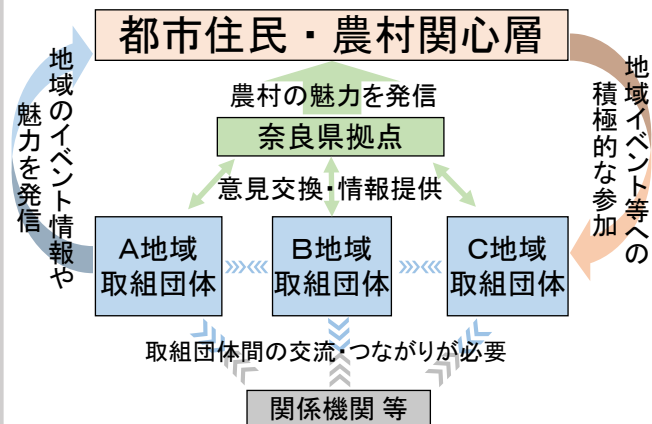 都市住民・農村関心層
農村の魅力を発信
奈良県拠点
意見交換・情報提供
地域のイベント情報や
魅力を発信
地域イベント等への
積極的な参加
A地域
取組団体
B地域
取組団体
C地域
取組団体
取組団体間の交流・つながりが必要
関係機関 等